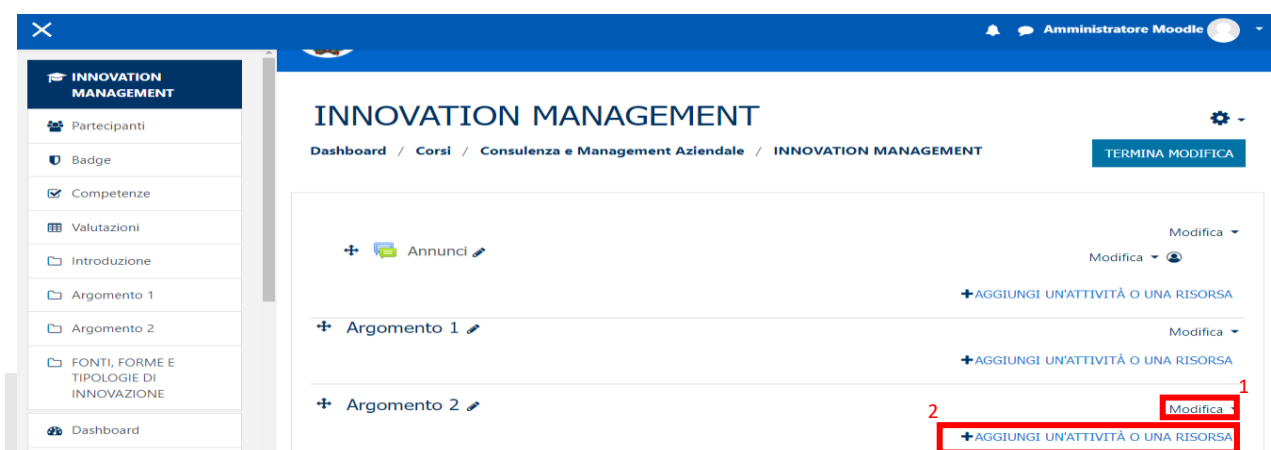 Amministratore Moodle
INNOVATION
MANAGEMENT
Partecipanti
Badge
Competenze
Valutazioni
Introduzione
Argomento 1
Argomento 2
FONTI, FORME E
TIPOLOGIE DI
INNOVAZIONE
Dashboard
INNOVATION MANAGEMENT
Dashboard / Corsi / Consulenza e Management Aziendale / INNOVATION MANAGEMENT
TERMINA MODIFICA
Modifica
Annunci
Modifica
+AGGIUNGI UN'ATTIVITÀ O UNA RISORSA
Argomento 1
Modifica
+AGGIUNGI UN'ATTIVITÀ O UNA RISORSA
1
Argomento 2
Modifica
2
+AGGIUNGI UN'ATTIVITÀ O UNA RISORSA